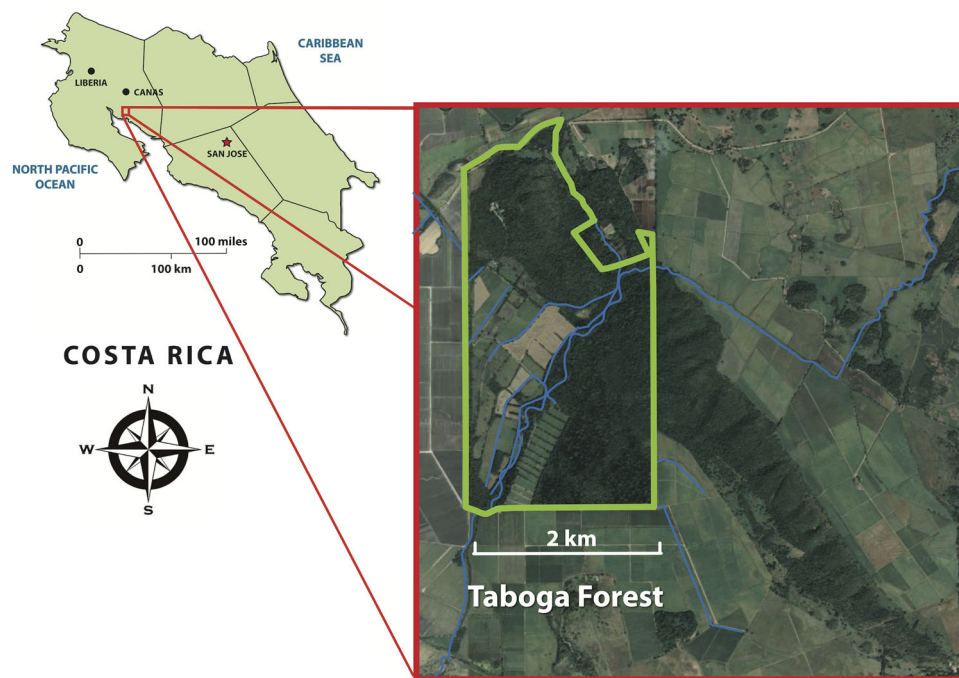 CARIBBEAN
SEA
LIBERIA
CANAS
SAN JOSE
NORTH PACIFIC
OCEAN
0
100 miles
0
100 km
COSTA RICA
N
W
E
S
2 km
Taboga Forest